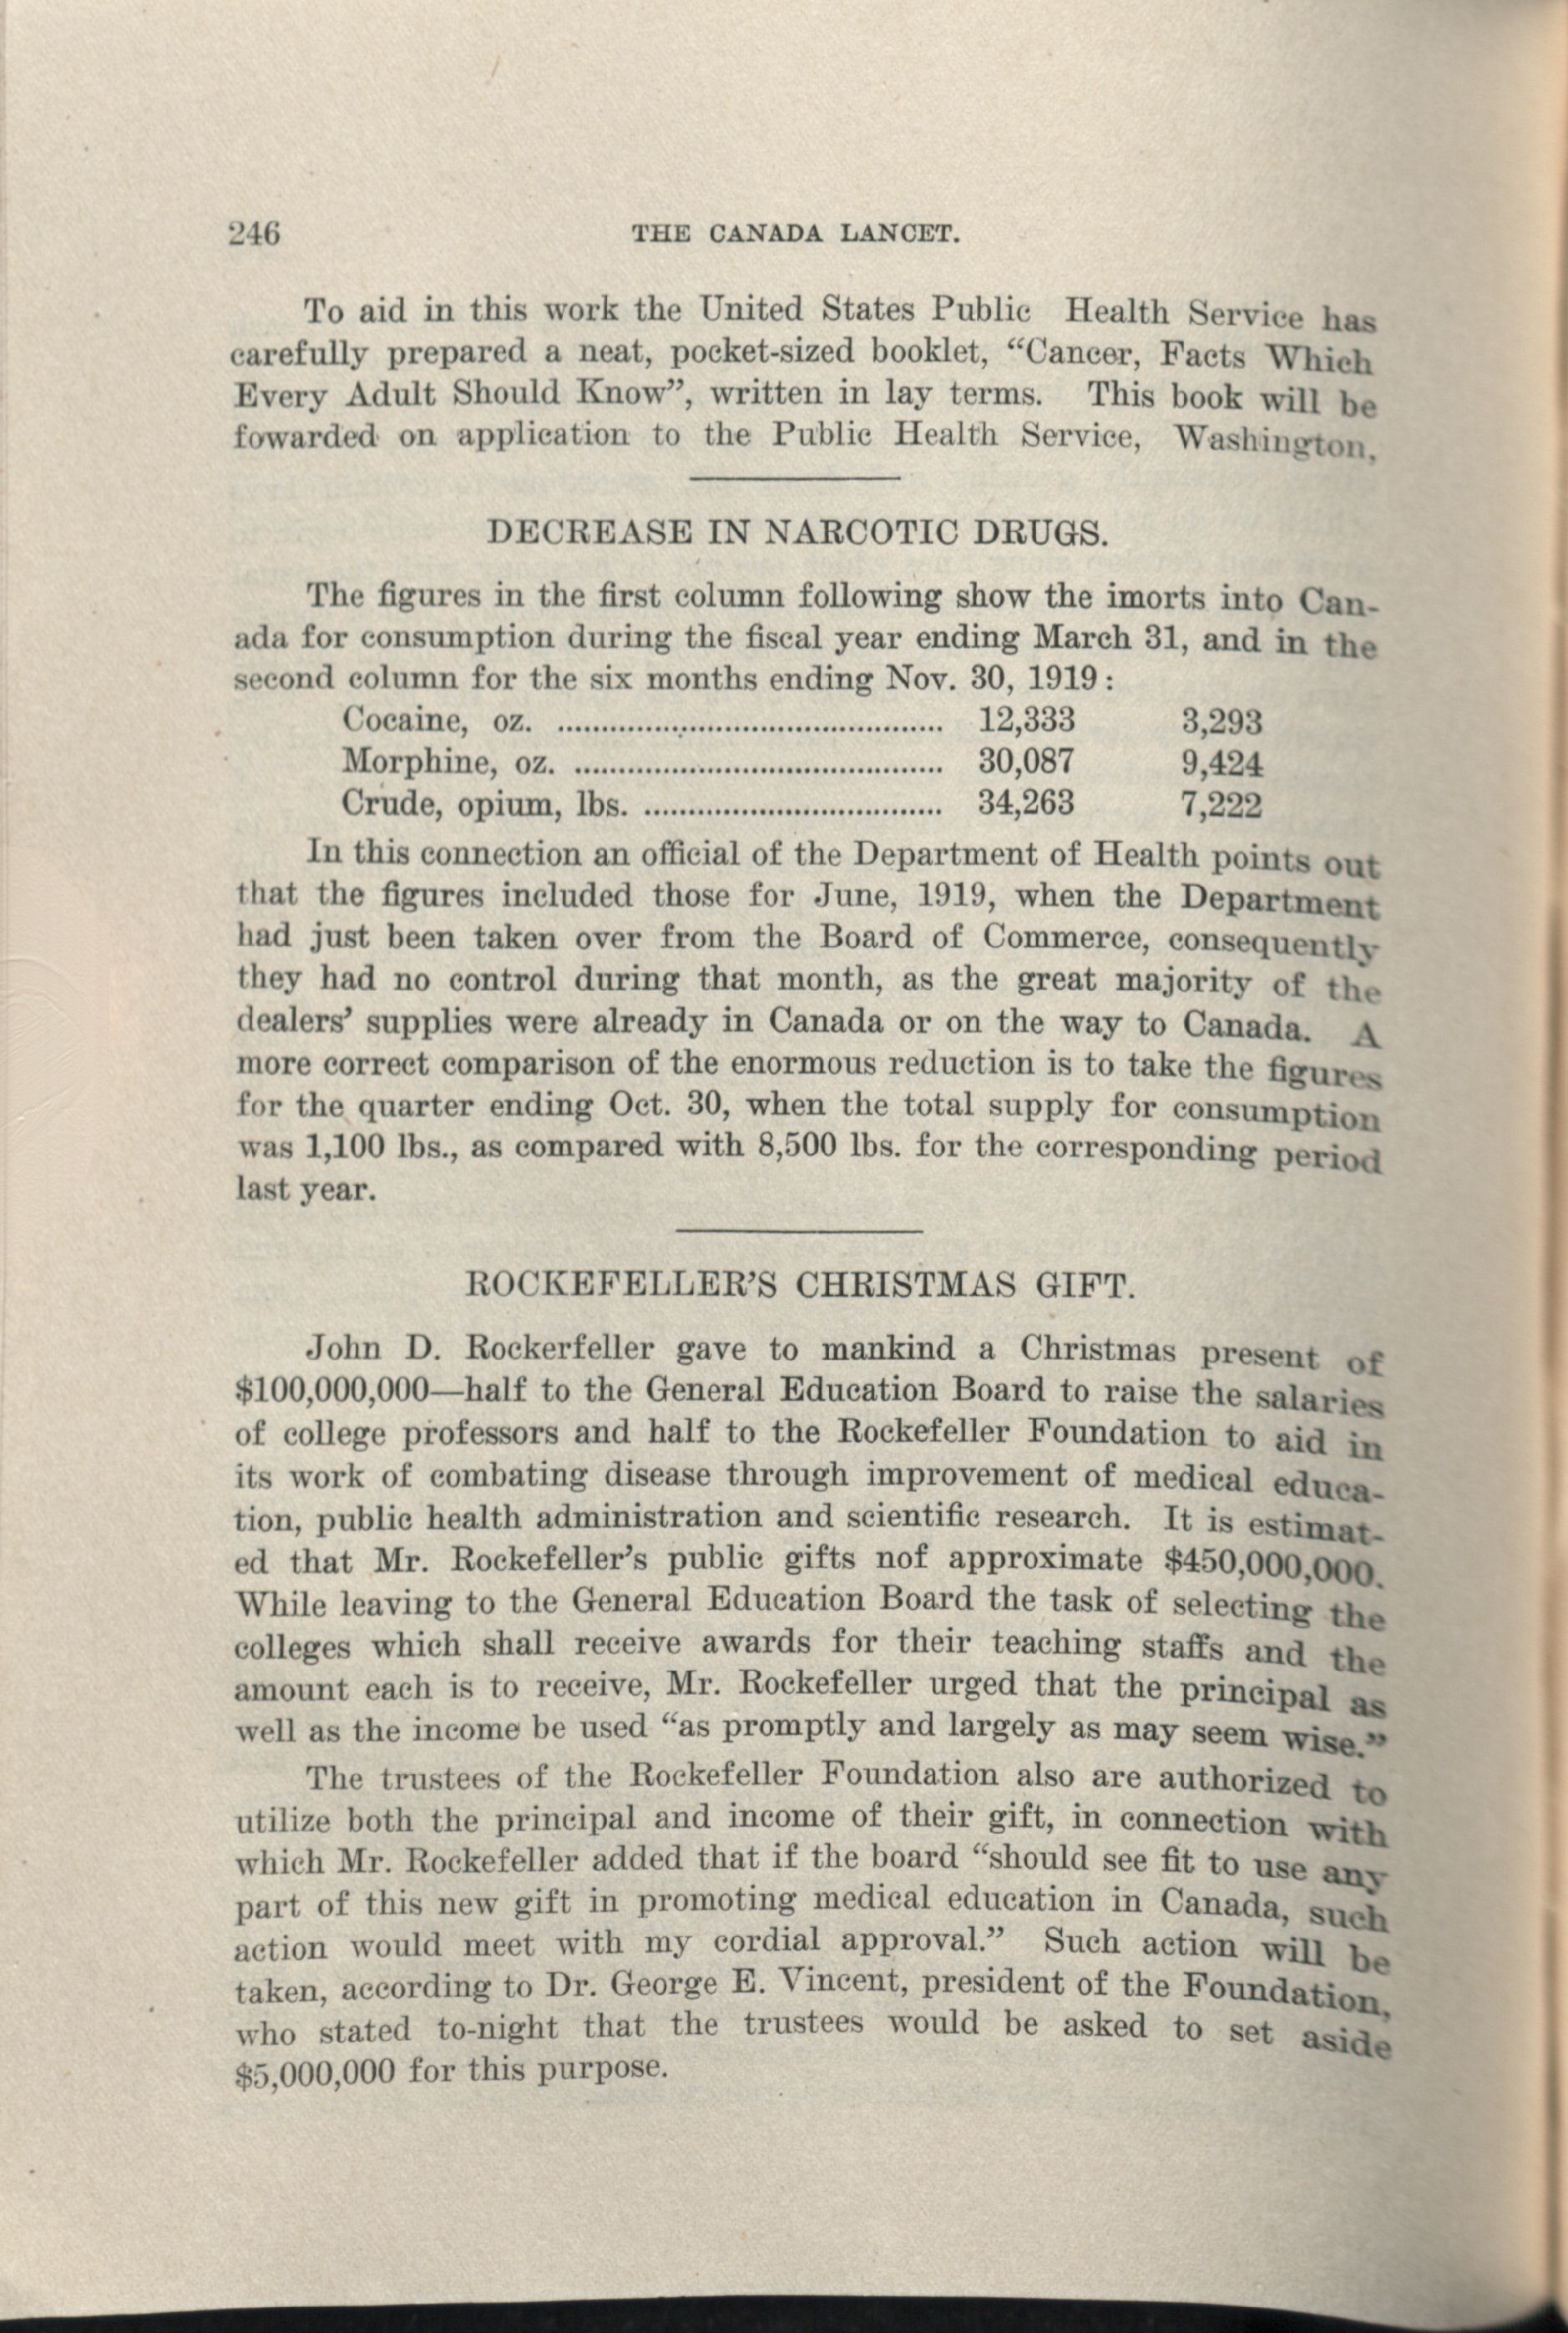 246
THE CANADA LANCET.
To aid in this work the United States Public Health Service has
carefully prepared a neat, pocket-sized booklet, “Cancer, Facts Which
Every Adult Should Know”, written in lay terms. This book will be
fowarded on application to the Public Health Service, Washington,
DECREASE IN NARCOTIC DRUGS.
The figures in the first column following show the imorts into Can-
ada for consumption during the fiscal year ending March 31, and in the
second column for the six months ending Nov. 30, 1919:
Cocaine, oz. ............................................ 12,333 3,293
Morphine, oz. .......................................... 30,087 9,424
Crude, opium, lbs. .................................. 34,263 7,222
In this connection an official of the Department of Health points out
that the figures included those for June, 1919, when the Department
had just been taken over from the Board of Commerce, consequently
they had no control during that month, as the great majority of the
dealers’ supplies were already in Canada or on the way to Canada. A
more correct comparison of the enormous reduction is to take the figures
for the quarter ending Oct. 30, when the total supply for consumption
was 1,100 lbs., as compared with 8,500 lbs. for the corresponding period
last year.
ROCKEFELLER’S CHRISTMAS GIFT.
John D. Rockerfeller gave to mankind a Christmas present of
$100,000,000—half to the General Education Board to raise the salaries
of college professors and half to the Rockefeller Foundation to aid in
its work of combating disease through improvement of medical educa-
tion, public health administration and scientific research. It is estimat-
ed that Mr. Rockefeller’s public gifts nof approximate $450,000,000.
While leaving to the General Education Board the task of selecting the
colleges which shall receive awards for their teaching staffs and the
amount each is to receive, Mr. Rockefeller urged that the principal as
well as the income be used “as promptly and largely as may seem wise.”
The trustees of the Rockefeller Foundation also are authorized to
utilize both the principal and income of their gift, in connection with
which Mr. Rockefeller added that if the board “should see fit to use any
part of this new gift in promoting medical education in Canada, such
action would meet with my cordial approval.” Such action will be
taken, according to Dr. George E. Vincent, president of the Foundation,
who stated to-night that the trustees would be asked to set aside
$5,000,000 for this purpose.